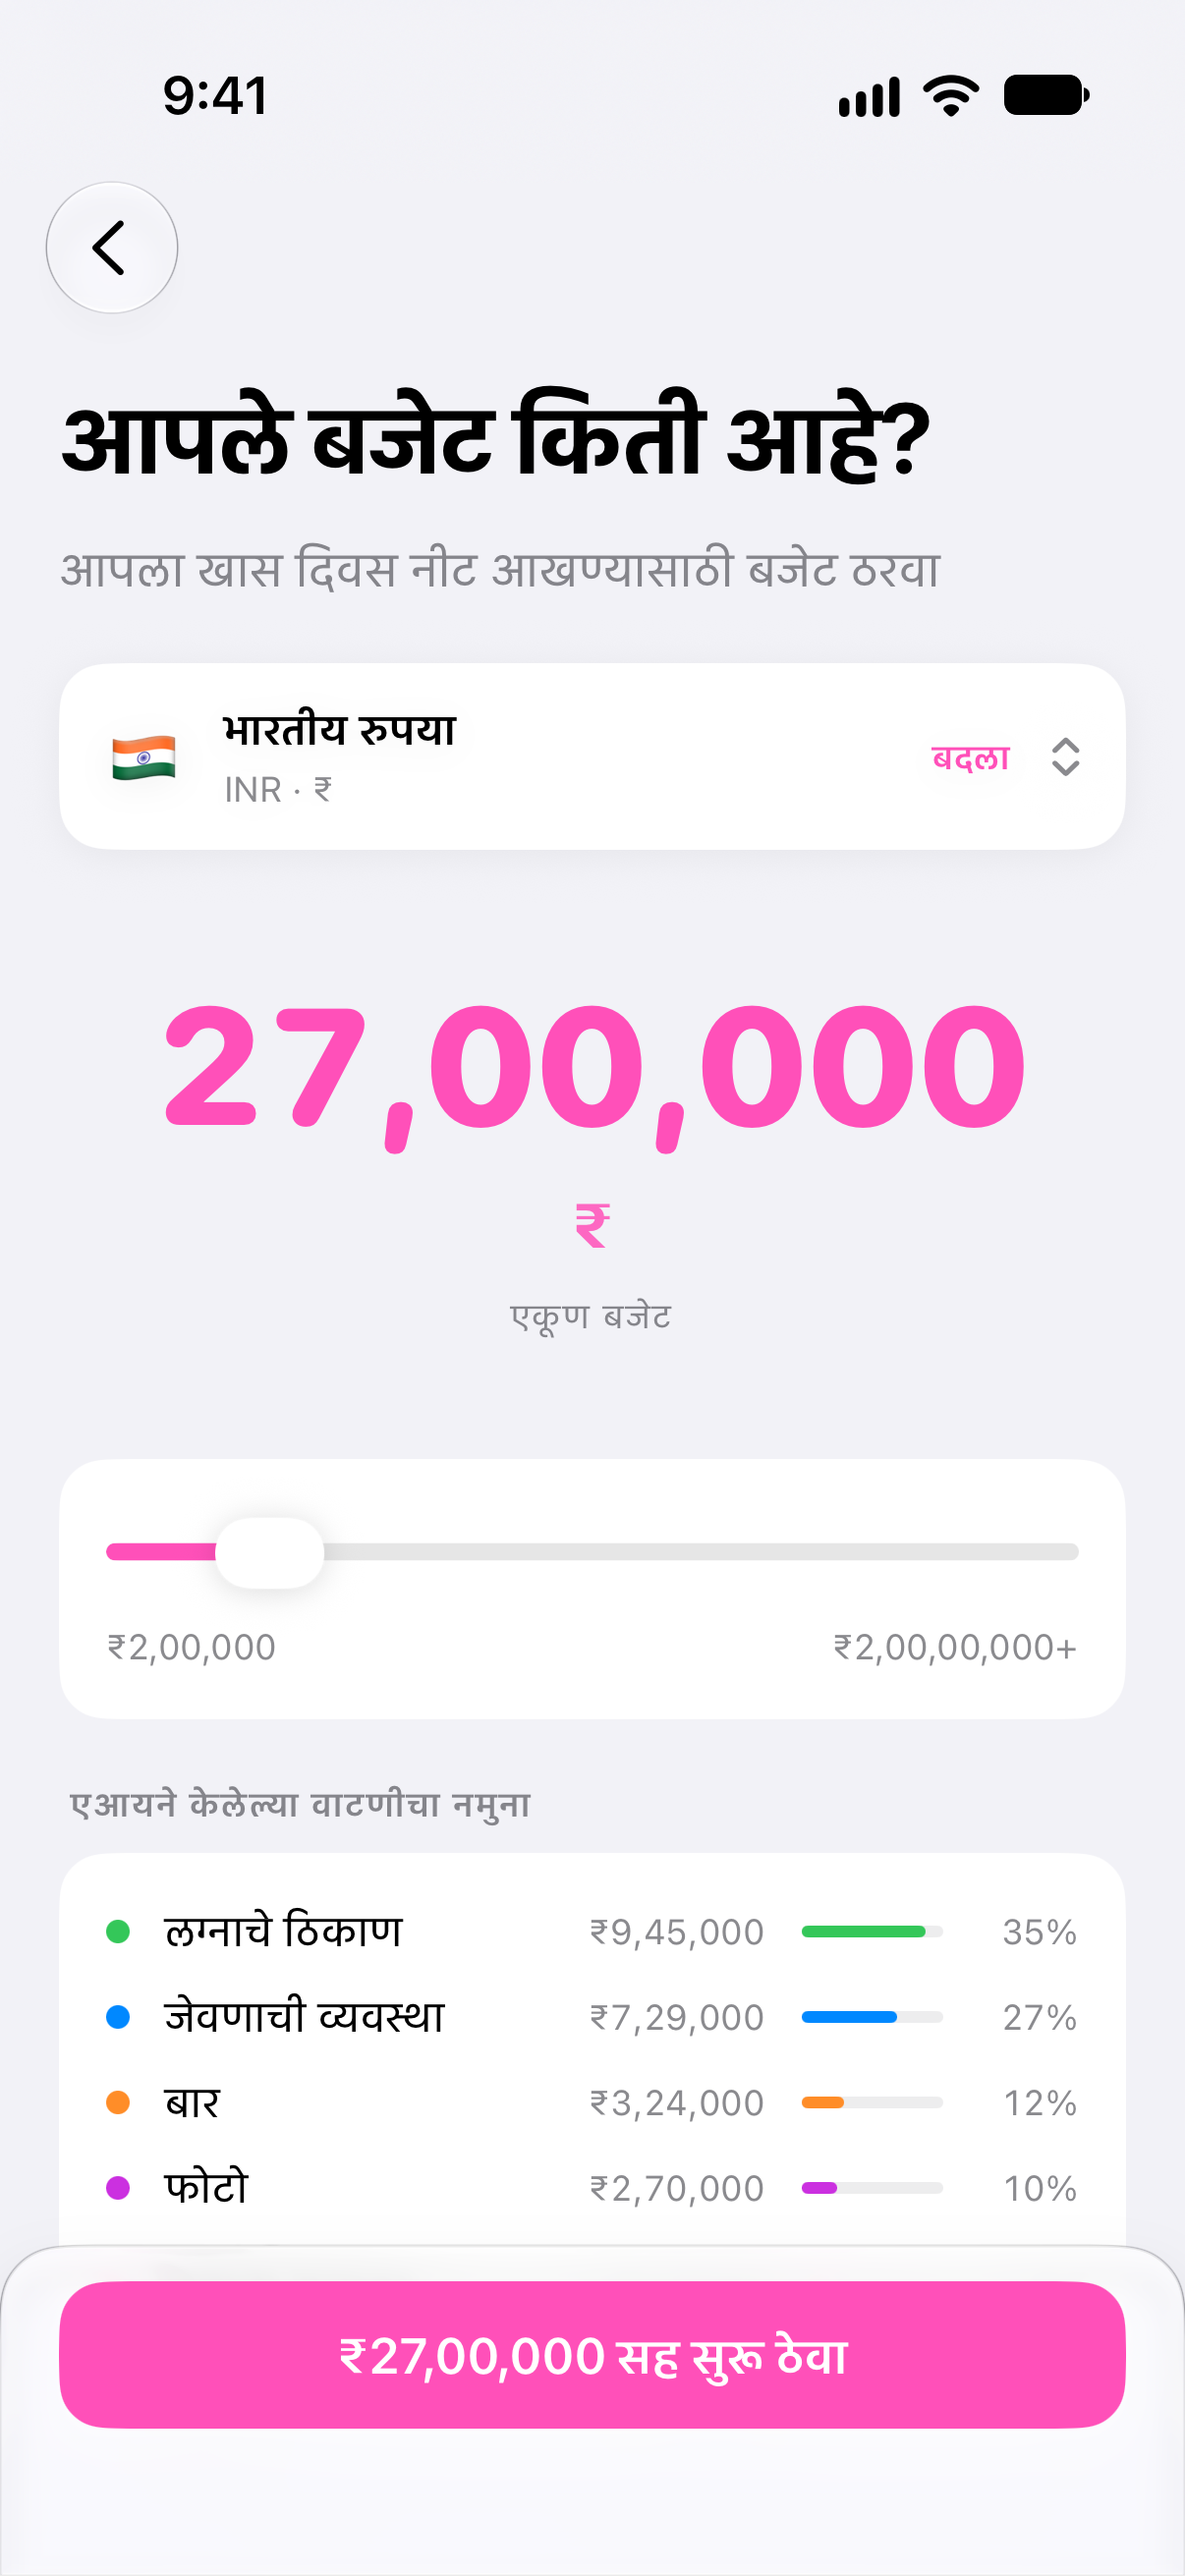 9:41
आपले बजेट किती आहे?
आपला खास दिवस नीट आखण्यासाठी बजेट ठरवा
भारतीय रुपया
INR · ₹
बदला
27,00,000
₹
एकूण बजेट
₹2,00,000
₹2,00,00,000+
एआयने केलेल्या वाटणीचा नमुना
लग्नाचे ठिकाण ₹9,45,000 35%
जेवणाची व्यवस्था ₹7,29,000 27%
बार ₹3,24,000 12%
फोटो ₹2,70,000 10%
₹27,00,000 सह सुरू ठेवा